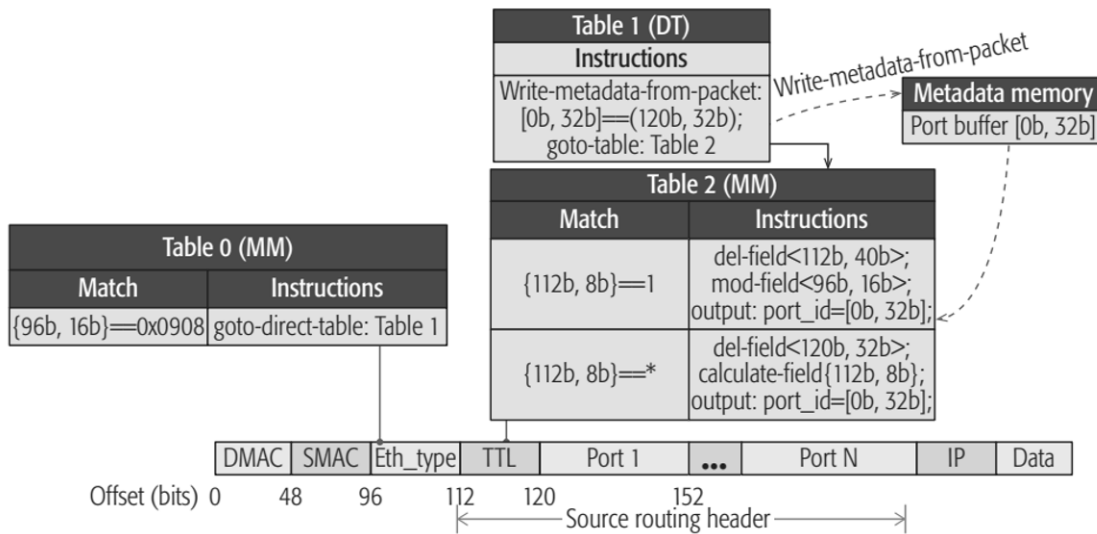 Table 1 (DT)
Instructions
Write-metadata-from-packet:
[0b, 32b]==(120b, 32b);
goto-table: Table 2
Write-metadata-from-packet
Metadata memory
Port buffer [0b, 32b]
Table 2 (MM)
Match
Instructions
{112b, 8b}==1
del-field<112b, 40b>;
mod-field<96b, 16b>;
output: port_id=[0b, 32b];
{112b, 8b}==*
del-field<120b, 32b>;
calculate-field{112b, 8b};
output: port_id=[0b, 32b];
Table 0 (MM)
Match
Instructions
{96b, 16b}==0x0908
goto-direct-table: Table 1
DMAC SMAC Eth_type TTL Port 1 ... Port N IP Data
Offset (bits) 0 48 96 112 120 152
Source routing header